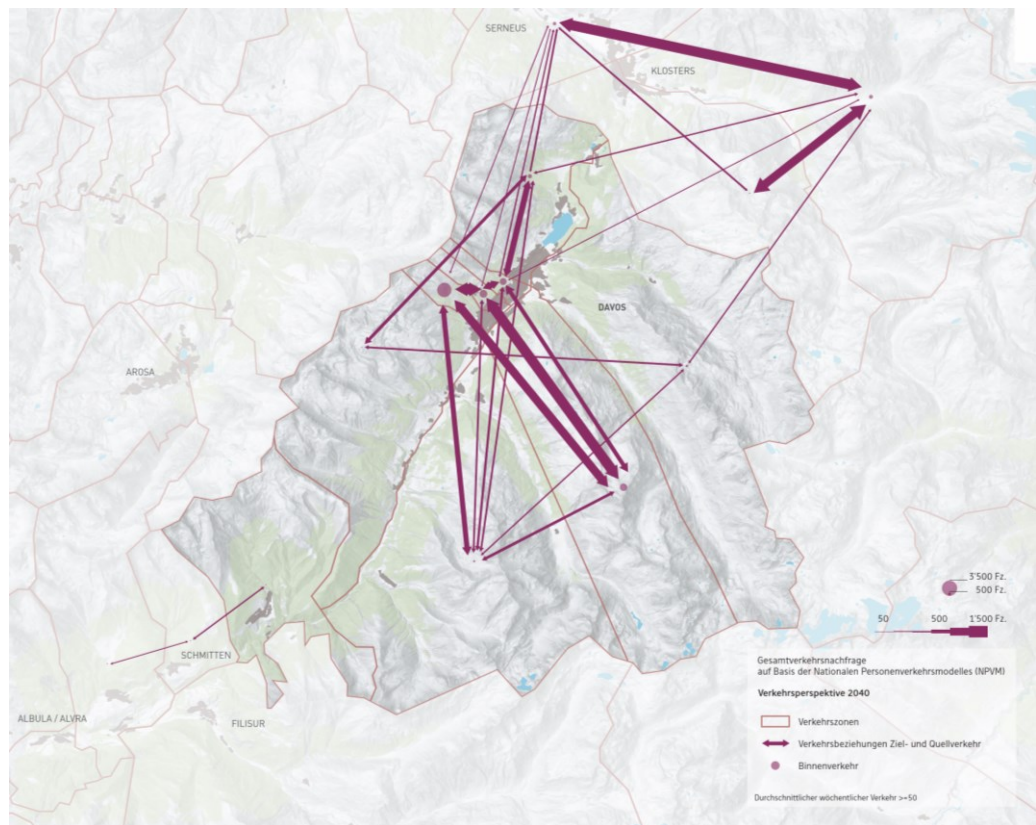 SERNEUS
KLOSTERS
DAVOS
AROSA
SCHMITTEN
ALBULA / ALVRA
FILISUR
3'500 Fz.
500 Fz.
50 500 1'500 Fz.
Gesamtverkehrsnachfrage
auf Basis der Nationalen Personenverkehrsmodelles (NPVM)
Verkehrsperspektive 2040
Verkehrszonen
Verkehrsbeziehungen Ziel- und Quellverkehr
Binnenverkehr
Durchschnittlicher wöchentlicher Verkehr >=50